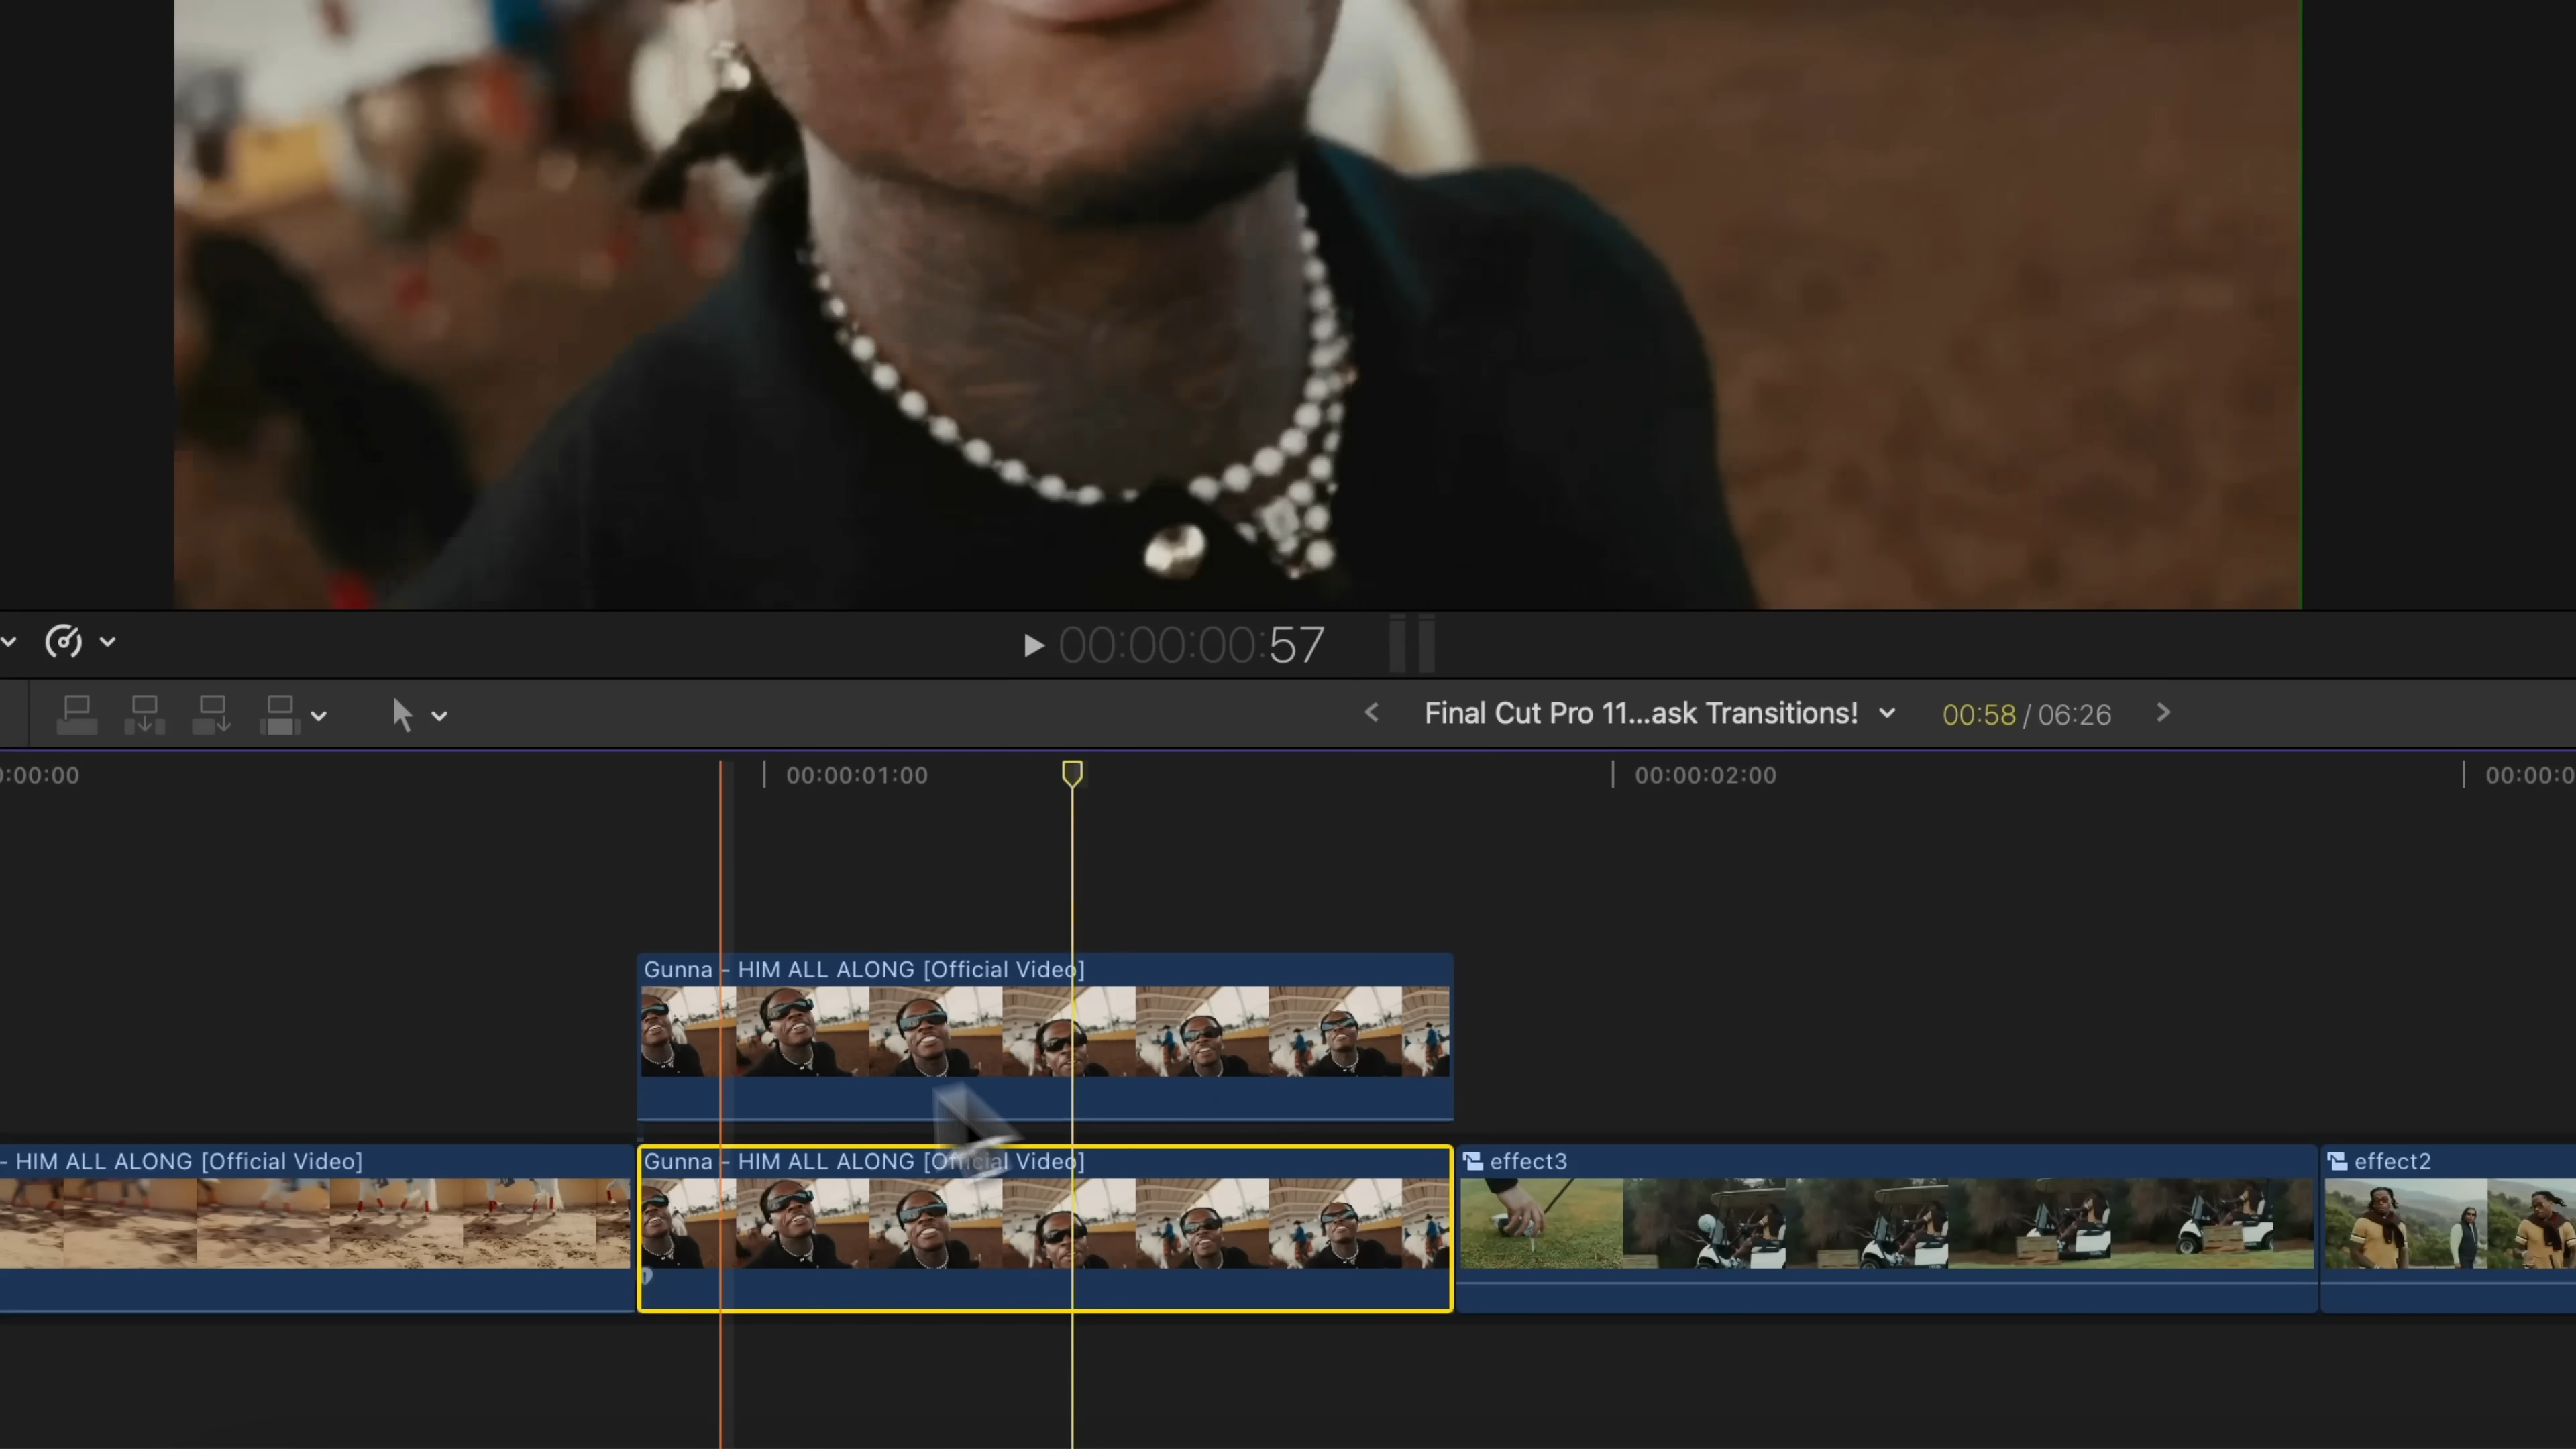 00:00:00:57
Final Cut Pro 11...ask Transitions!
00:58 / 06:26
:00:00
00:00:01:00
00:00:02:00
00:00:0
Gunna - HIM ALL ALONG [Official Video]
- HIM ALL ALONG [Official Video]
Gunna - HIM ALL ALONG [Official Video]
effect3
effect2